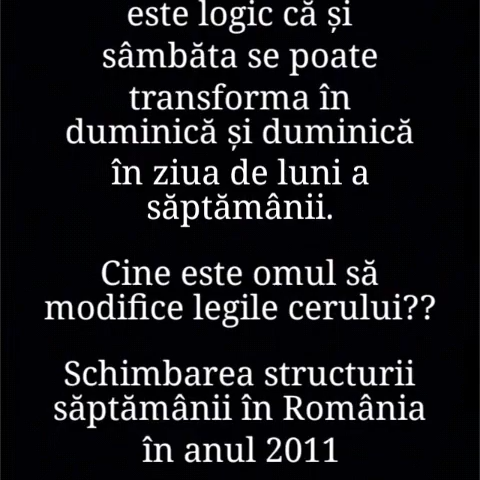 este logic că și
sâmbăta se poate
transforma în
duminică și duminică
în ziua de luni a
săptămânii.
Cine este omul să
modifice legile cerului??
Schimbarea structurii
săptămânii în România
în anul 2011